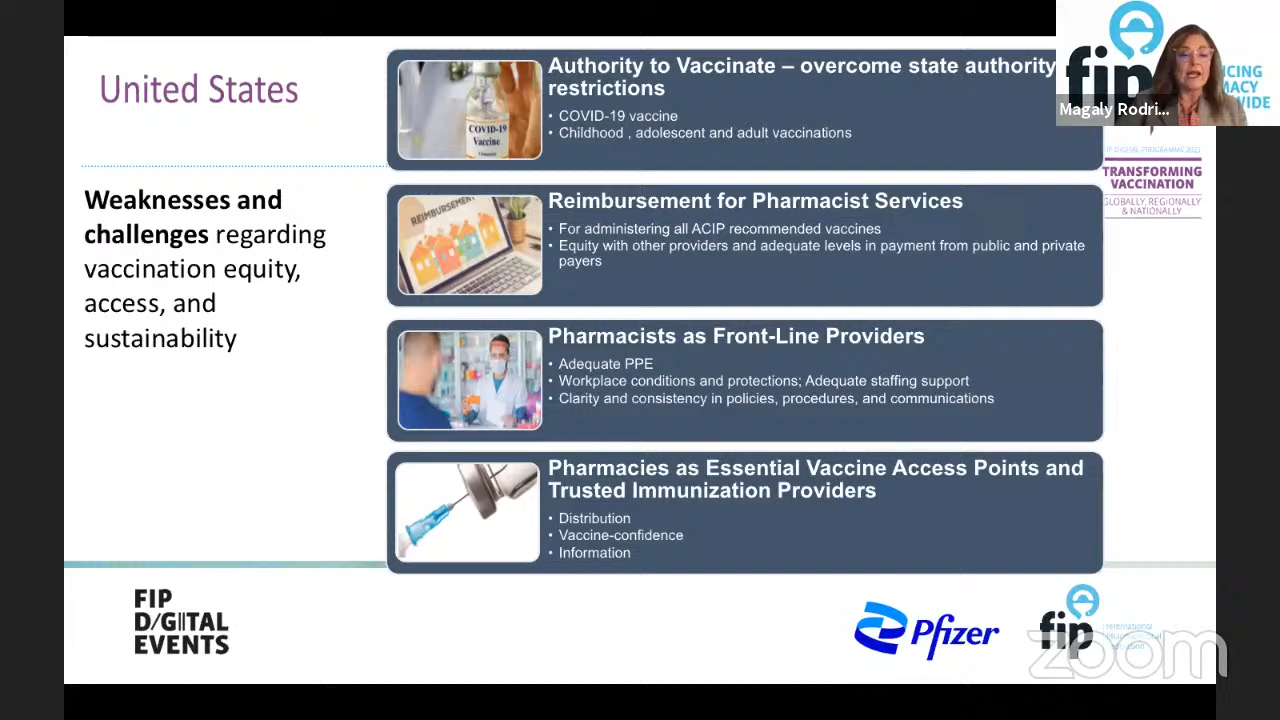 United States
Weaknesses and
challenges regarding
vaccination equity,
access, and
sustainability
Authority to Vaccinate – overcome state authority
restrictions
• COVID-19 vaccine
• Childhood , adolescent and adult vaccinations
COVID-19
Vaccine
Reimbursement for Pharmacist Services
• For administering all ACIP recommended vaccines
• Equity with other providers and adequate levels in payment from public and private
payers
REIMBURSEMENT
Pharmacists as Front-Line Providers
• Adequate PPE
• Workplace conditions and protections; Adequate staffing support
• Clarity and consistency in policies, procedures, and communications
Pharmacies as Essential Vaccine Access Points and
Trusted Immunization Providers
• Distribution
• Vaccine-confidence
• Information
fip
Magaly Rodri...
TRANSFORMING
VACCINATION
GLOBALLY, REGIONALLY
& NATIONALLY
FIP
D/G/TAL
EVENTS
Pfizer
fip
zoom